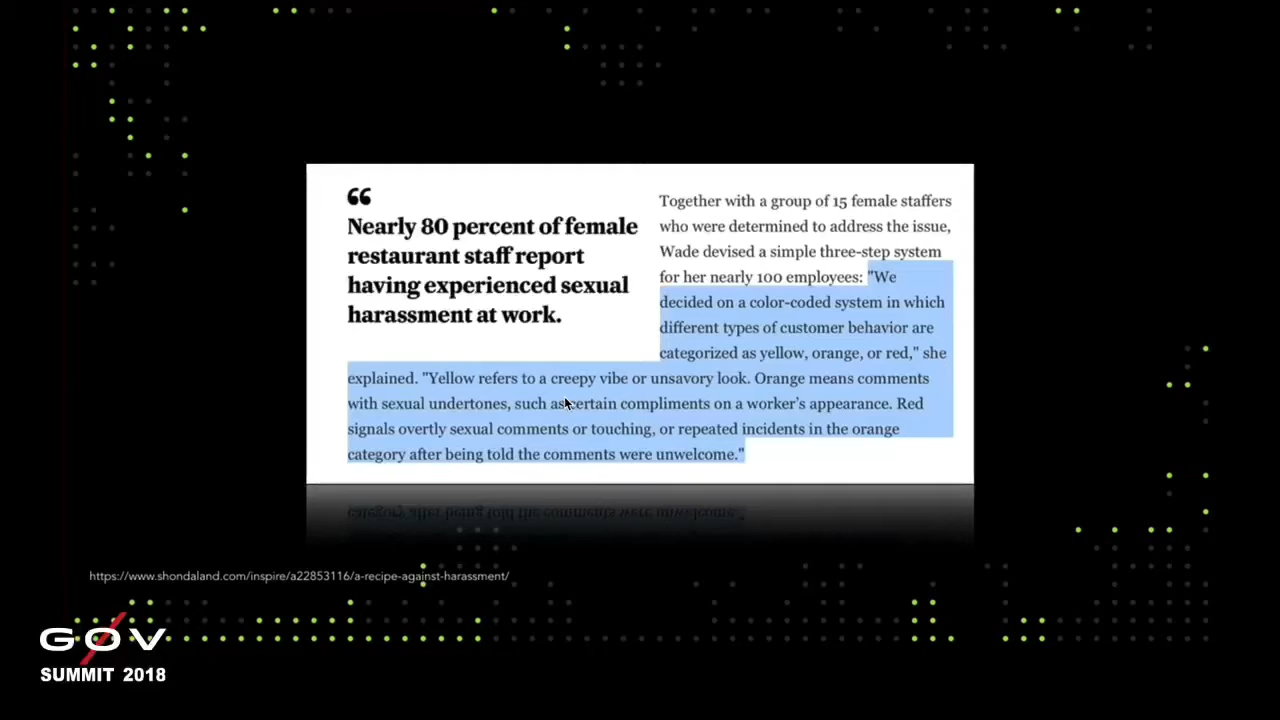 “
Nearly 80 percent of female
restaurant staff report
having experienced sexual
harassment at work.
Together with a group of 15 female staffers
who were determined to address the issue,
Wade devised a simple three-step system
for her nearly 100 employees: "We
decided on a color-coded system in which
different types of customer behavior are
categorized as yellow, orange, or red," she
explained. "Yellow refers to a creepy vibe or unsavory look. Orange means comments
with sexual undertones, such as certain compliments on a worker's appearance. Red
signals overtly sexual comments or touching, or repeated incidents in the orange
category after being told the comments were unwelcome."
https://www.shondaland.com/inspire/a22853116/a-recipe-against-harassment/
GOV
SUMMIT 2018